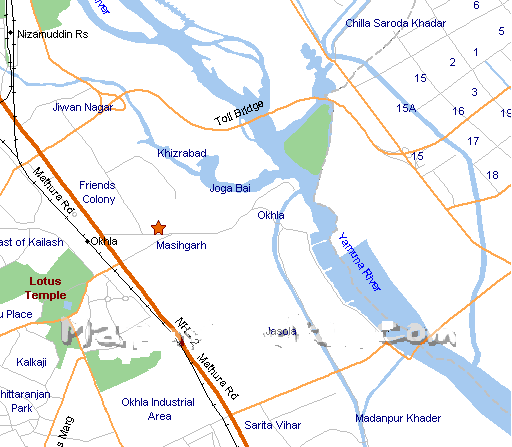 Nizamuddin Rs
Chilla Saroda Khadar
6
5
2
1
15
3
15A
16
9
17
15
18
Jiwan Nagar
Toll Bridge
Khizrabad
Mathura Rd
Friends
Colony
Joga Bai
Okhla
Okhla
Masihgarh
ast of Kailash
Yamuna River
Lotus
Temple
u Place
NH-2
Mathura Rd
Jasola
Com
Kalkaji
hittaranjan
Park
Okhla Industrial
Area
s Marg
Sarita Vihar
Madanpur Khader